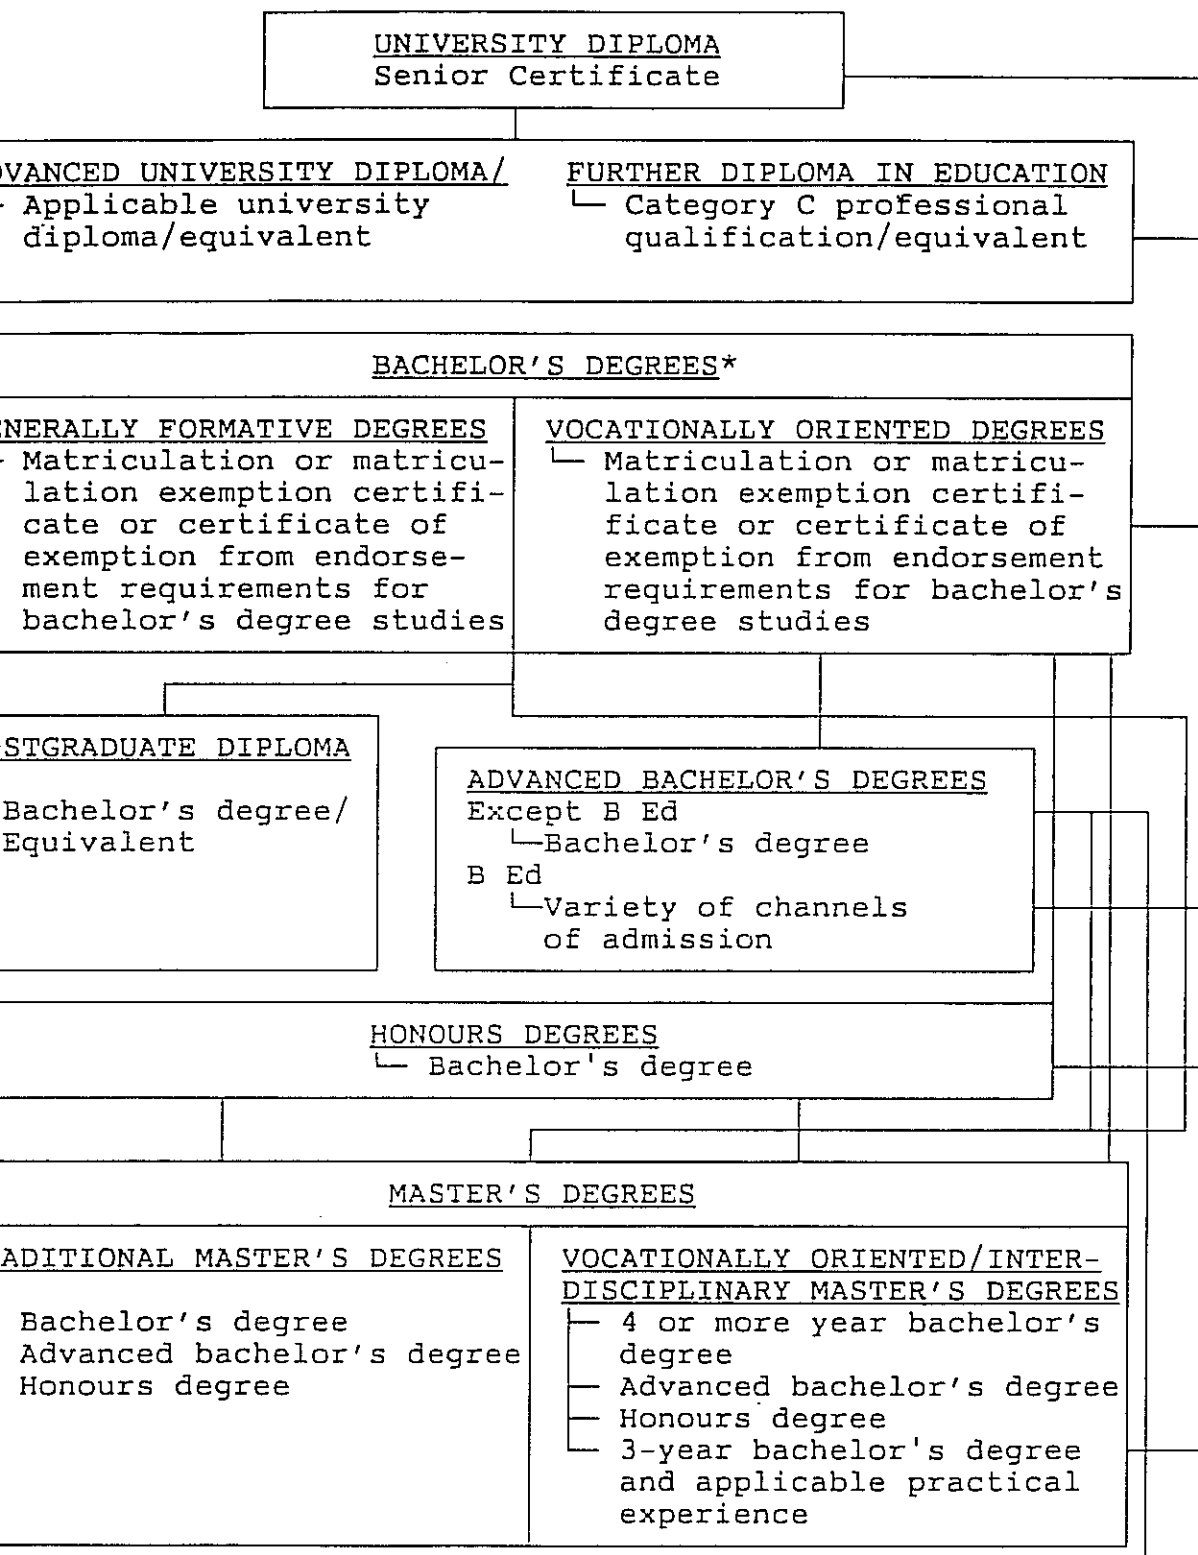 UNIVERSITY DIPLOMA
Senior Certificate
DVANCED UNIVERSITY DIPLOMA/
Applicable university
diploma/equivalent
FURTHER DIPLOMA IN EDUCATION
Category C professional
qualification/equivalent
BACHELOR'S DEGREES*
ENERALLY FORMATIVE DEGREES
Matriculation or matricu-
lation exemption certifi-
cate or certificate of
exemption from endorse-
ment requirements for
bachelor's degree studies
VOCATIONALLY ORIENTED DEGREES
Matriculation or matricu-
lation exemption certifi-
ficate or certificate of
exemption from endorsement
requirements for bachelor's
degree studies
STGRADUATE DIPLOMA
Bachelor's degree/
Equivalent
ADVANCED BACHELOR'S DEGREES
Except B Ed
Bachelor's degree
B Ed
Variety of channels
of admission
HONOURS DEGREES
Bachelor's degree
MASTER'S DEGREES
ADITIONAL MASTER'S DEGREES
Bachelor's degree
Advanced bachelor's degree
Honours degree
VOCATIONALLY ORIENTED/INTER-
DISCIPLINARY MASTER'S DEGREES
4 or more year bachelor's
degree
Advanced bachelor's degree
Honours degree
3-year bachelor's degree
and applicable practical
experience